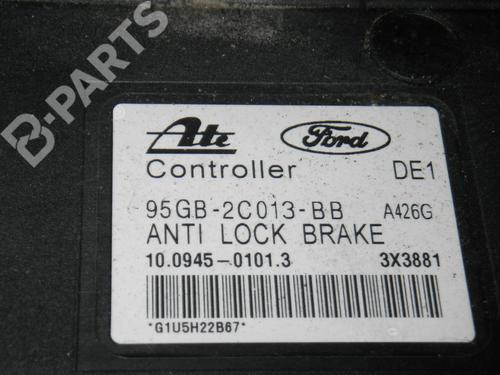 B-PARTS
Ate Ford
Controller DE1
95GB-2C013-BB A426G
ANTI LOCK BRAKE
10.0945-0101.3 3X3881
*G1U5H22B67*